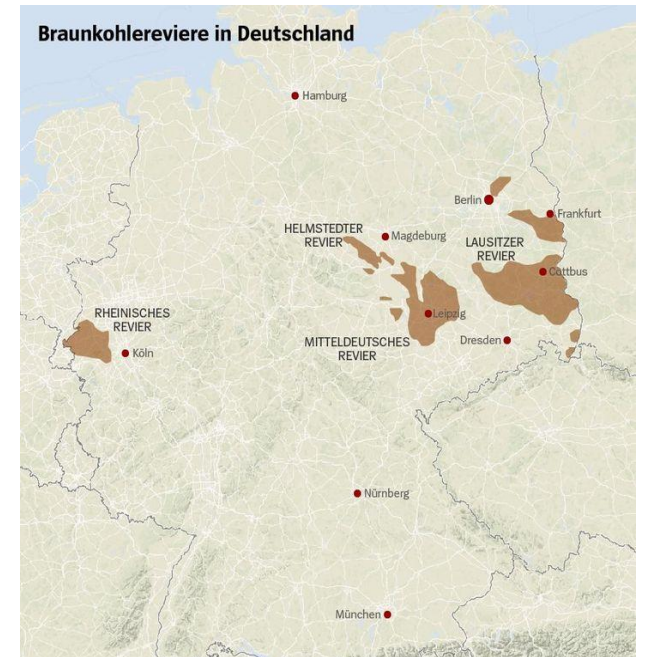 Braunkohlereviere in Deutschland
Hamburg
Berlin
Frankfurt
HELMSTEDTER
REVIER
Magdeburg
LAUSITZER
REVIER
Cottbus
RHEINISCHES
REVIER
Leipzig
MITTELDEUTSCHES
REVIER
Dresden
Köln
Nürnberg
München